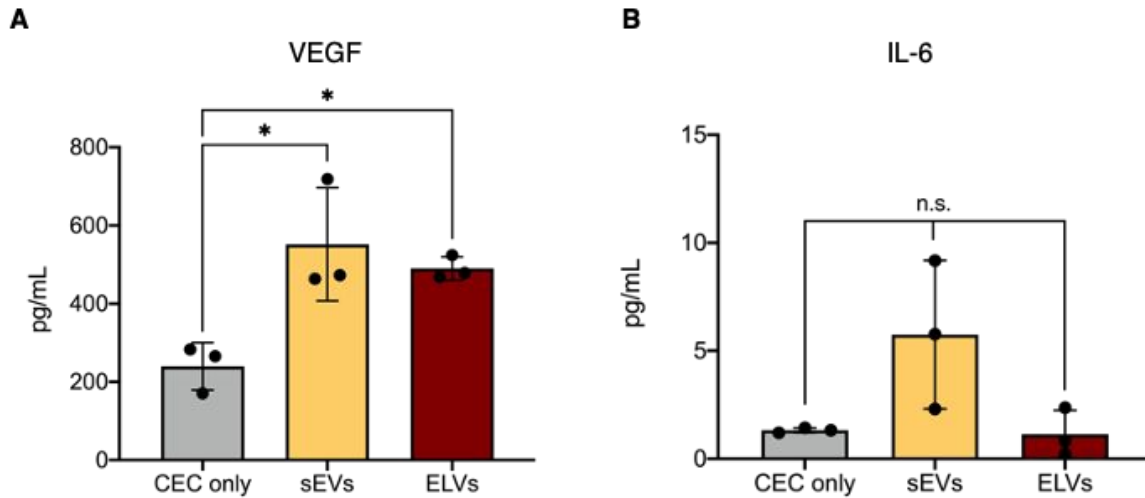 A
VEGF
*
*
800
600
400
200
0
pg/mL
CEC only
sEVs
ELVs
B
IL-6
15
10
5
0
n.s.
pg/mL
CEC only
sEVs
ELVs